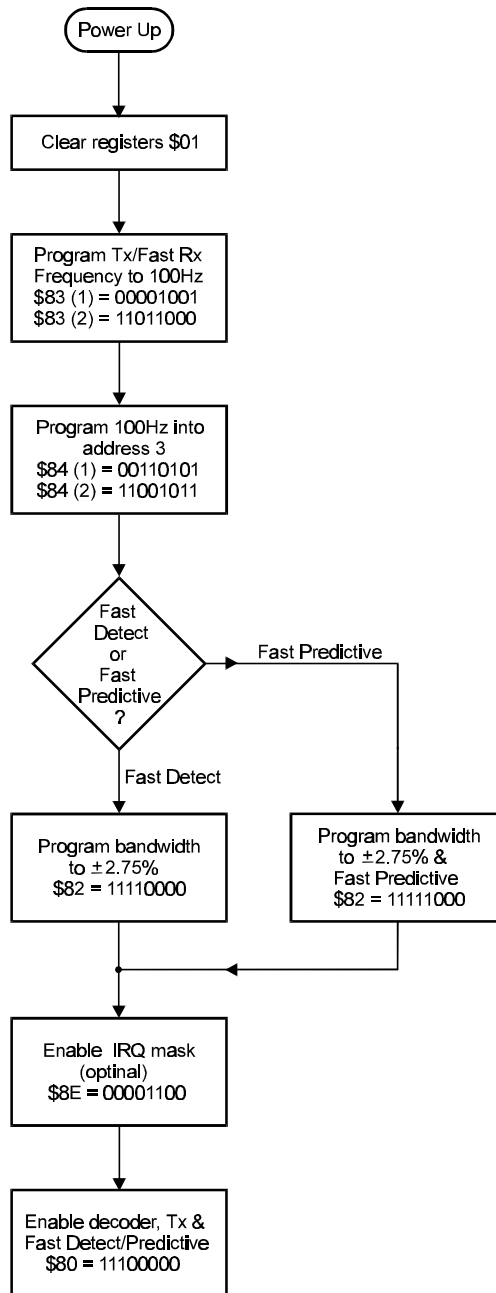 Power Up
Clear registers $01
Program Tx/Fast Rx
Frequency to 100Hz
$83 (1) = 00001001
$83 (2) = 11011000
Program 100Hz into
address 3
$84 (1) = 00110101
$84 (2) = 11001011
Fast
Detect
or
Fast
Predictive
?
Fast Predictive
Fast Detect
Program bandwidth
to ±2.75%
$82 = 11110000
Program bandwidth
to ±2.75% &
Fast Predictive
$82 = 11111000
Enable IRQ mask
(optinal)
$8E = 00001100
Enable decoder, Tx &
Fast Detect/Predictive
$80 = 11100000